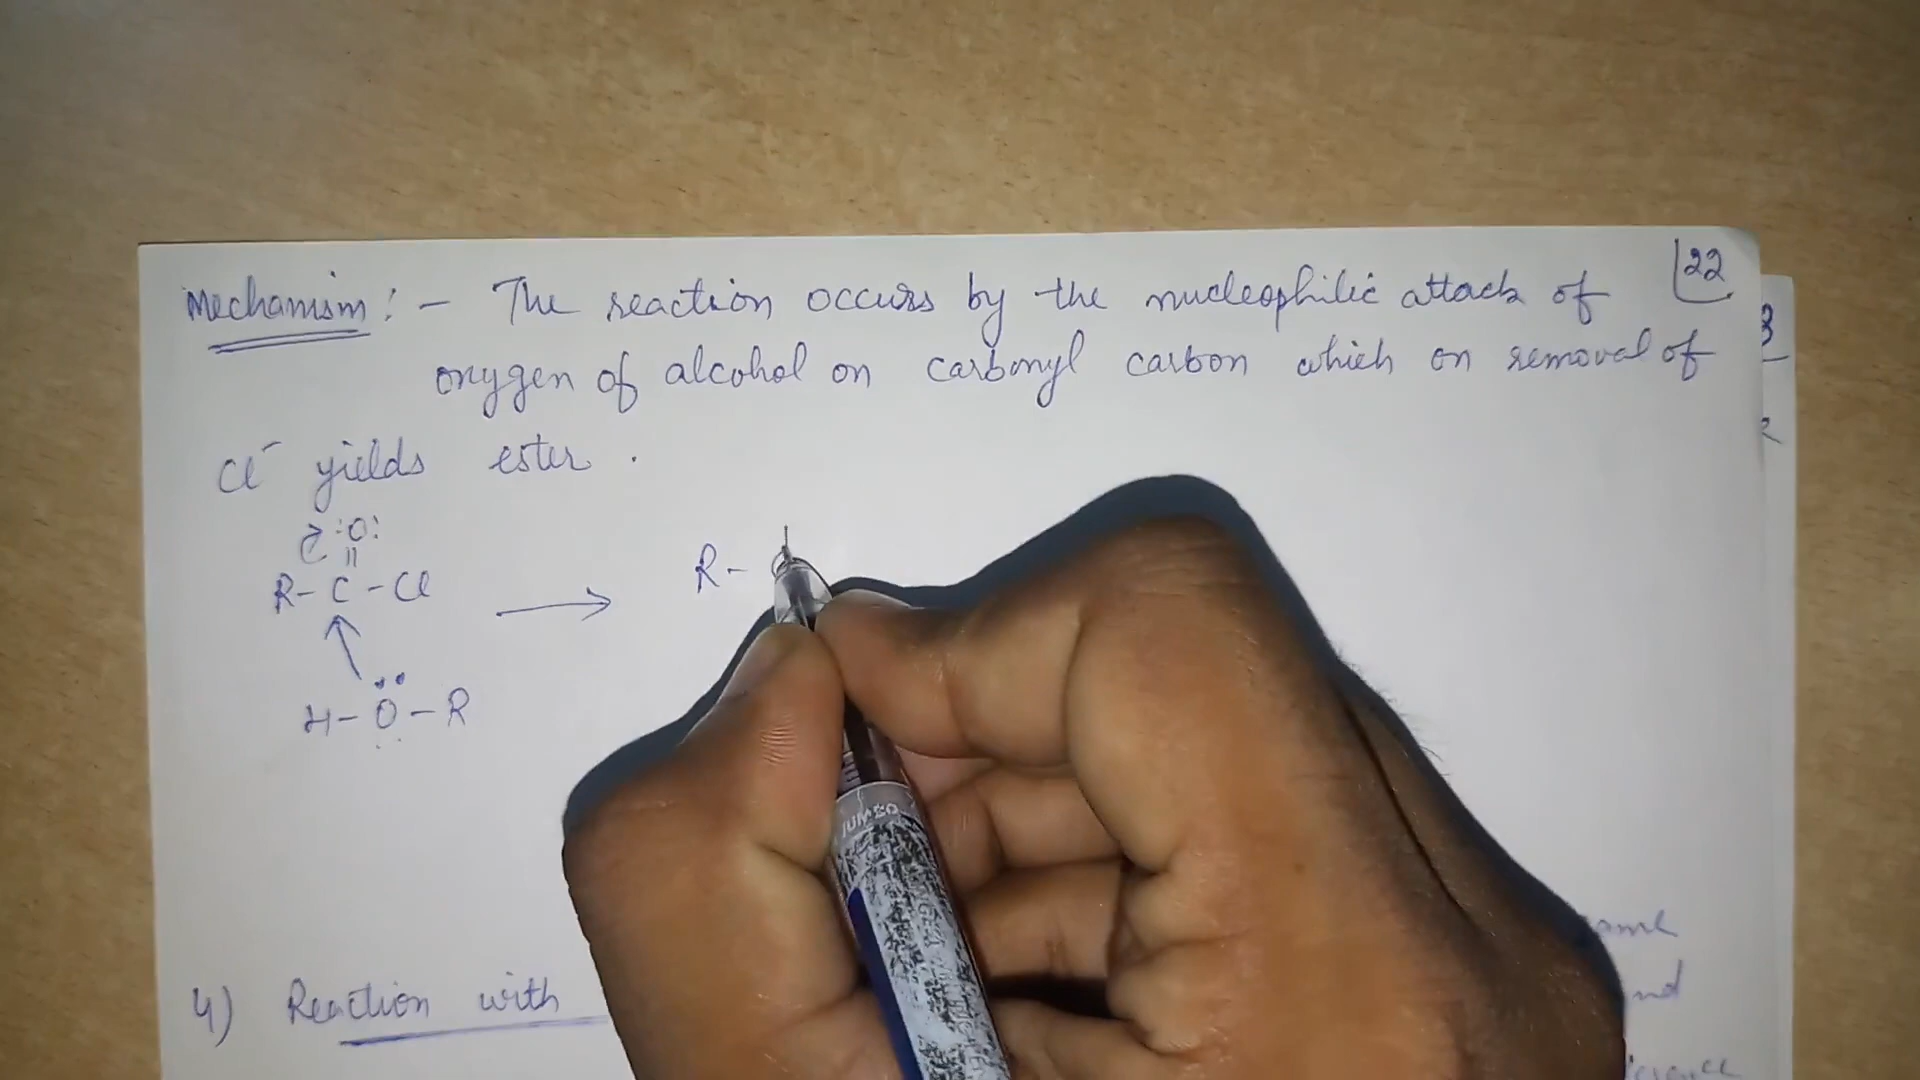 22
Mechanism :- The reaction occurs by the nucleophilic attack of
oxygen of alcohol on carbonyl carbon which on removal of
Cl⁻ yields ester .
:O:
||
R-C-Cl ⟶ R-
H-O-R
4) Reaction with
JUMBO